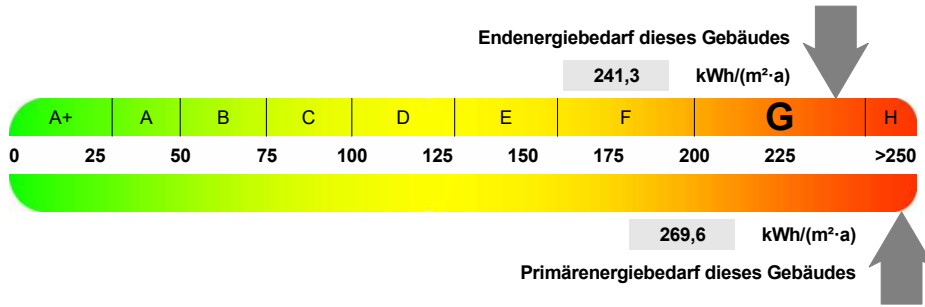 Endenergiebedarf dieses Gebäudes
241,3 kWh/(m²·a)
A+ A B C D E F G H
0 25 50 75 100 125 150 175 200 225 >250
269,6 kWh/(m²·a)
Primärenergiebedarf dieses Gebäudes